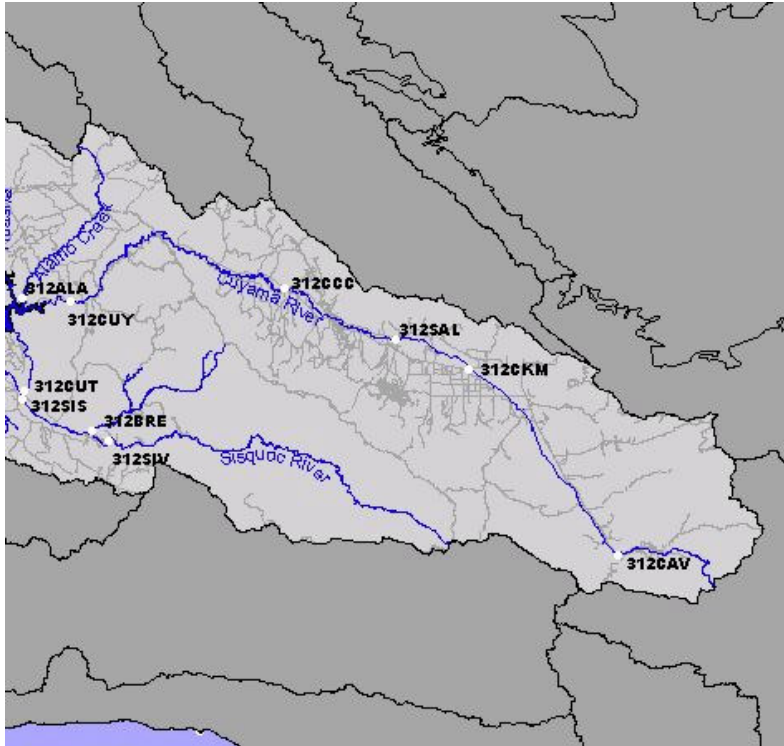 Alamo Creek
312ALA
312CUY
312CCC
Cuyama River
312SAL
312CKM
312CUT
312SIS
312BRE
312SIV
Sisquoc River
312CAV